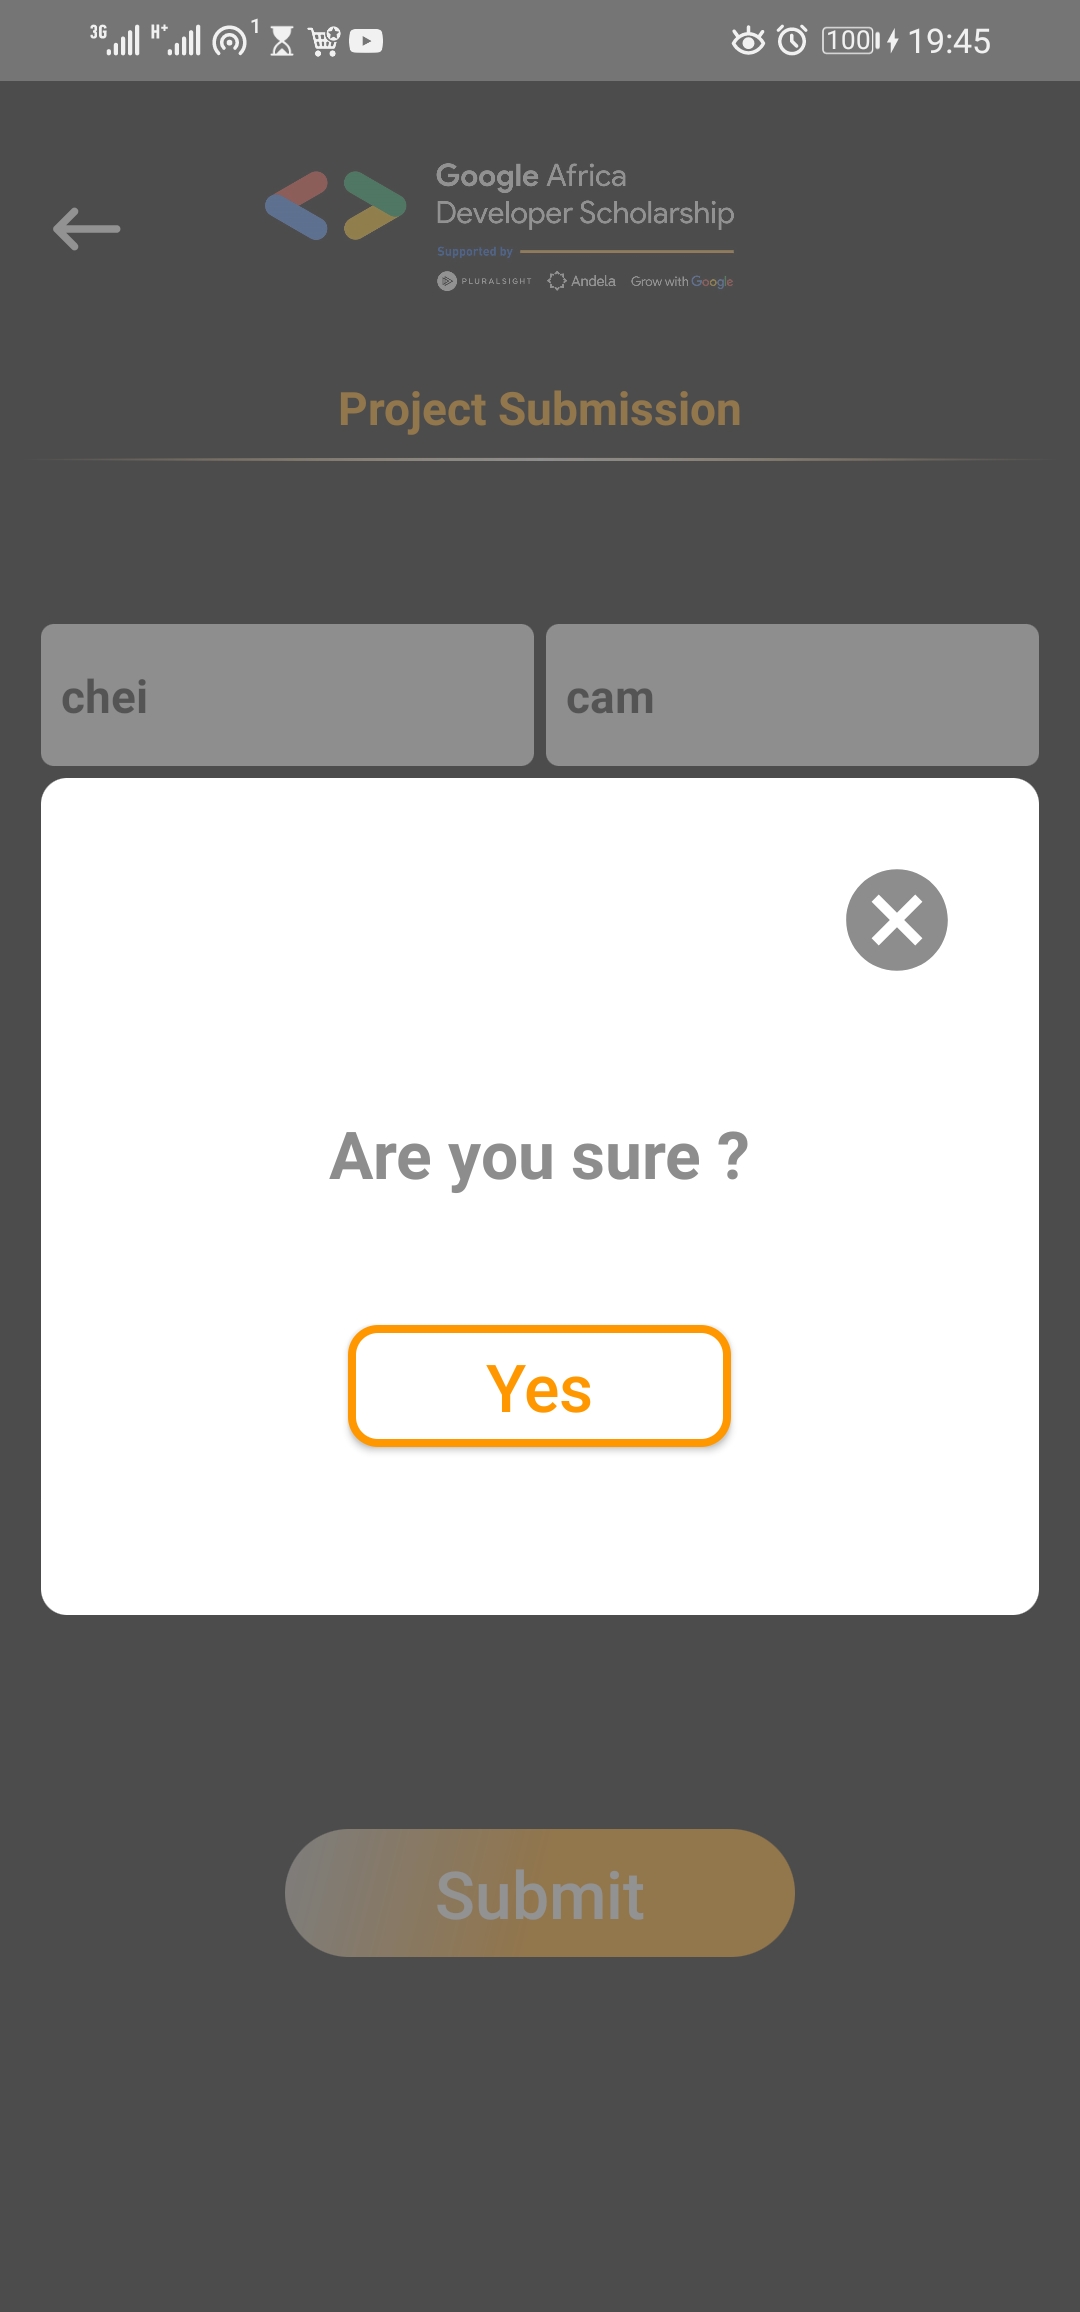 3G H+ 1 100 19:45
Google Africa
Developer Scholarship
Supported by
PLURALSIGHT Andela Grow with Google
Project Submission
chei cam
Are you sure ?
Yes
Submit